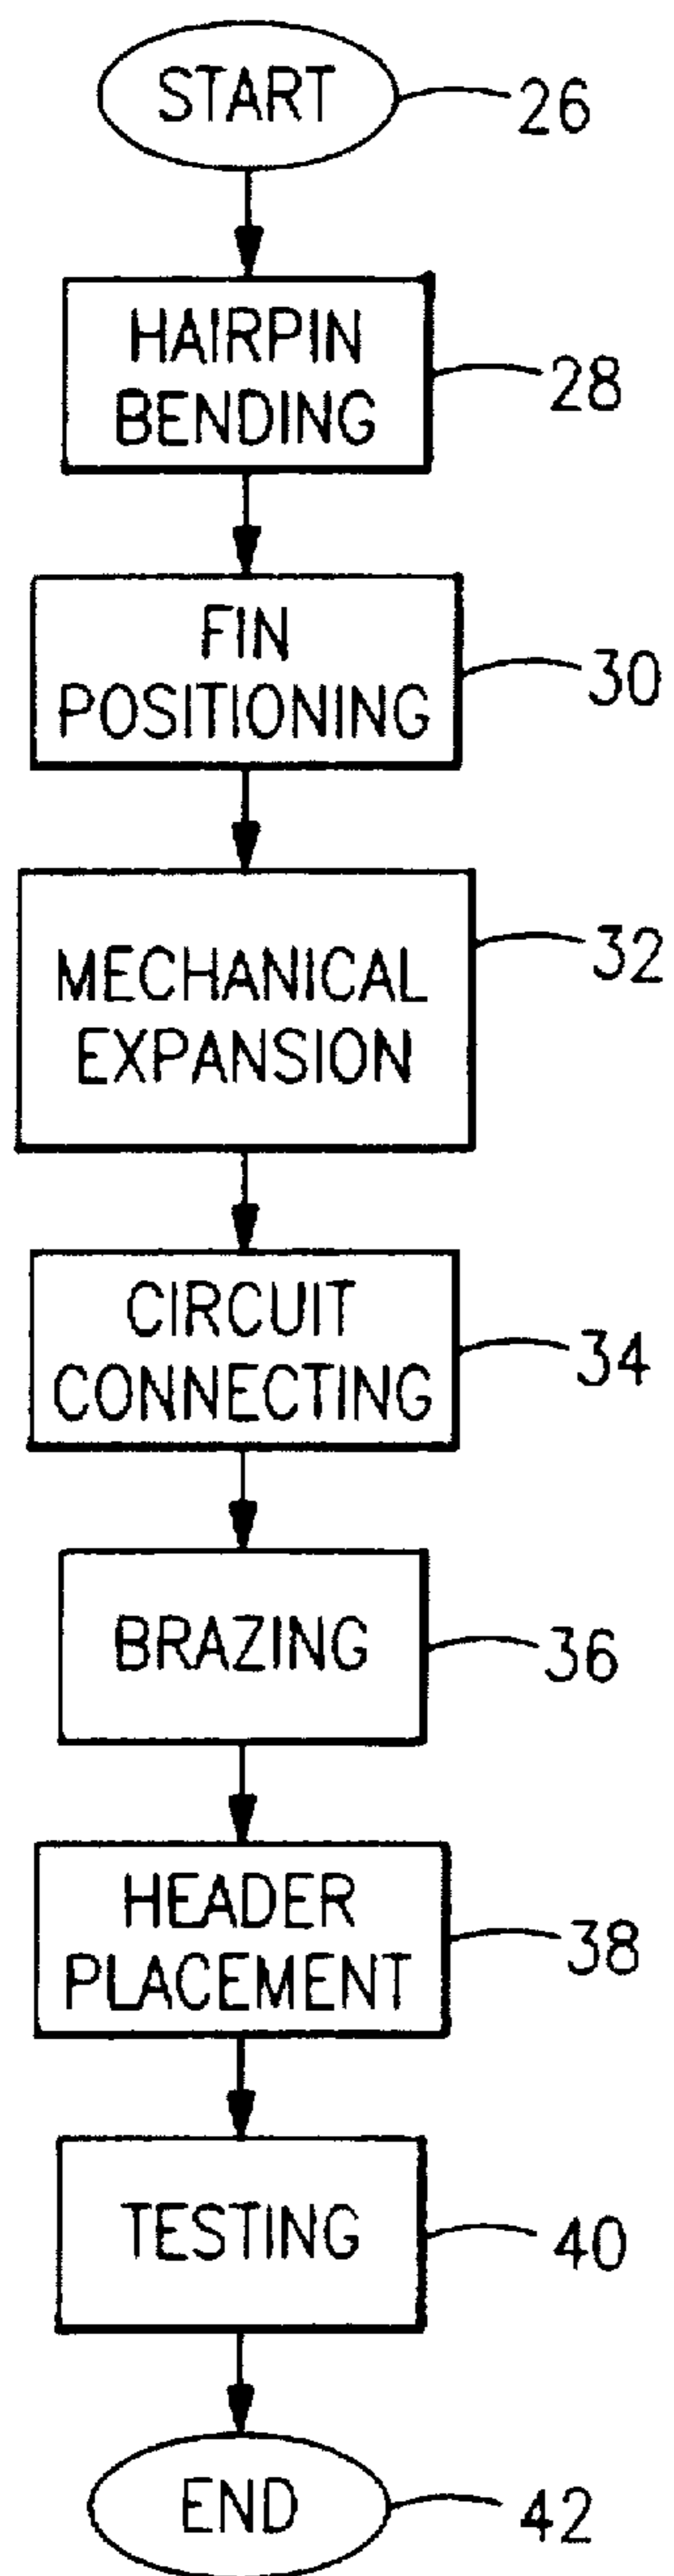 START
26
HAIRPIN
BENDING
28
FIN
POSITIONING
30
MECHANICAL
EXPANSION
32
CIRCUIT
CONNECTING
34
BRAZING
36
HEADER
PLACEMENT
38
TESTING
40
END
42